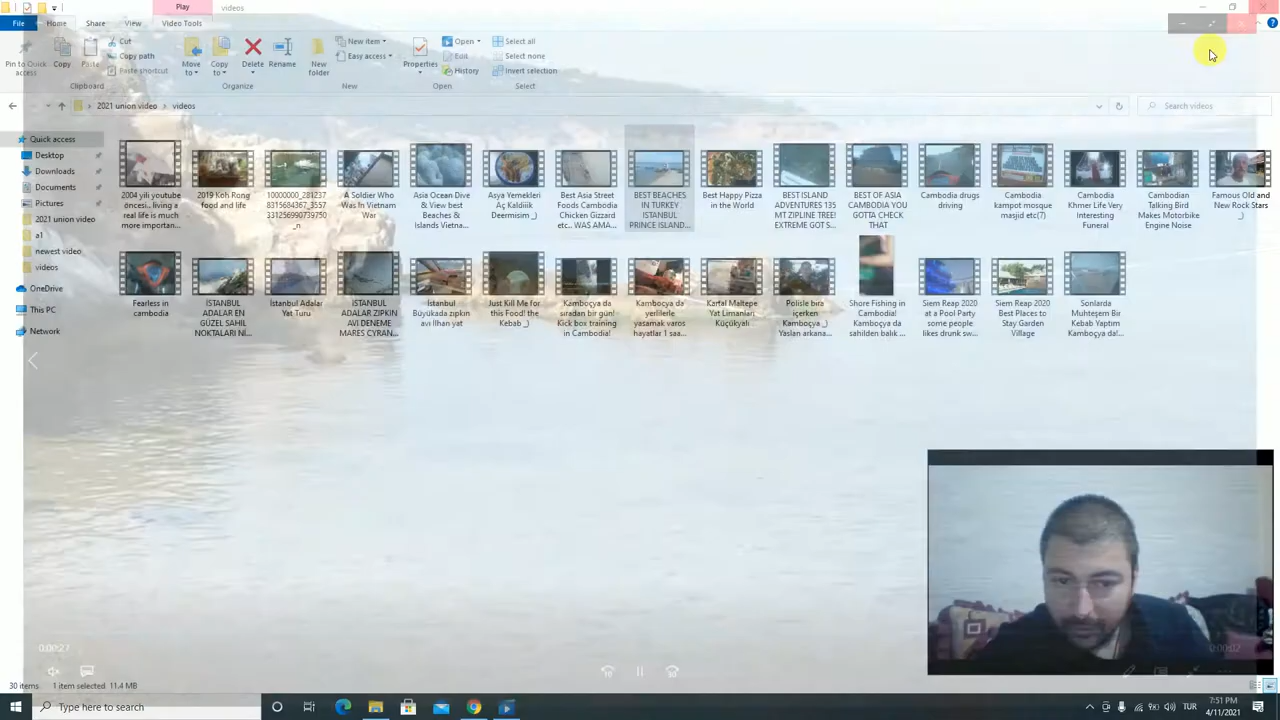 Play
videos
File
Home
Share
View
Video Tools
Pin to Quick
access
Copy
Paste
Cut
Copy path
Paste shortcut
Clipboard
Move
to
Copy
to
Delete
Rename
Organize
New
folder
New item
Easy access
New
Properties
Open
Edit
History
Open
Select all
Select none
Invert selection
Select
2021 union video
videos
Search videos
Quick access
Desktop
Downloads
Documents
Pictures
2021 union video
a1
newest video
videos
OneDrive
This PC
Network
2004 yili youtube
öncesi.. living a
real life is much
more importan...
2019 Koh Rong
food and life
10000000_281237
8315684367_3557
331256990739750
_n
A Soldier Who
Was In Vietnam
War
Asia Ocean Dive
& View best
Beaches &
Islands Vietna...
Asya Yemekleri
Aç Kaldiik
Deermisim _)
Best Asia Street
Foods Cambodia
Chicken Gizzard
etc.. WAS AMA...
BEST BEACHES
IN TURKEY
ISTANBUL
PRINCE ISLAND...
Best Happy Pizza
in the World
BEST ISLAND
ADVENTURES 135
MT ZIPLINE TREE!
EXTREME GOT S...
BEST OF ASIA
CAMBODIA YOU
GOTTA CHECK
THAT
Cambodia drugs
driving
Cambodia
kampot mosque
masjid etc(7)
Cambodia
Khmer Life Very
Interesting
Funeral
Cambodian
Talking Bird
Makes Motorbike
Engine Noise
Famous Old and
New Rock Stars
_)
Fearless in
cambodia
İSTANBUL
ADALAR EN
GÜZEL SAHIL
NOKTALARI Nİ...
İstanbul Adalar
Yat Turu
İSTANBUL
ADALAR ZIPKIN
AVI DENEME
MARES CYRAN...
İstanbul
Büyükada zıpkın
avı İlhan yat
Just Kill Me for
this Food! the
Kebab _)
Kamboçya da
sıradan bir gün!
Kick box training
in Cambodia!
Kamboçya da
yerlilerle
yasamak varos
hayatlar 1 saa...
Kartal Maltepe
Yat Limanları
Küçükyalı
Polisle bira
içerken
Kamboçya _)
Yaslan arkana...
Shore Fishing in
Cambodia!
Kamboçya da
sahilden balık ...
Siem Reap 2020
at a Pool Party
some people
likes drunk sw...
Siem Reap 2020
Best Places to
Stay Garden
Village
Sonlarda
Muhteşem Bir
Kebab Yaptım
Kamboçya da!...
0:00:27
0:00:02
30 items
1 item selected 11.4 MB
Type here to search
TUR
7:51 PM
4/11/2021